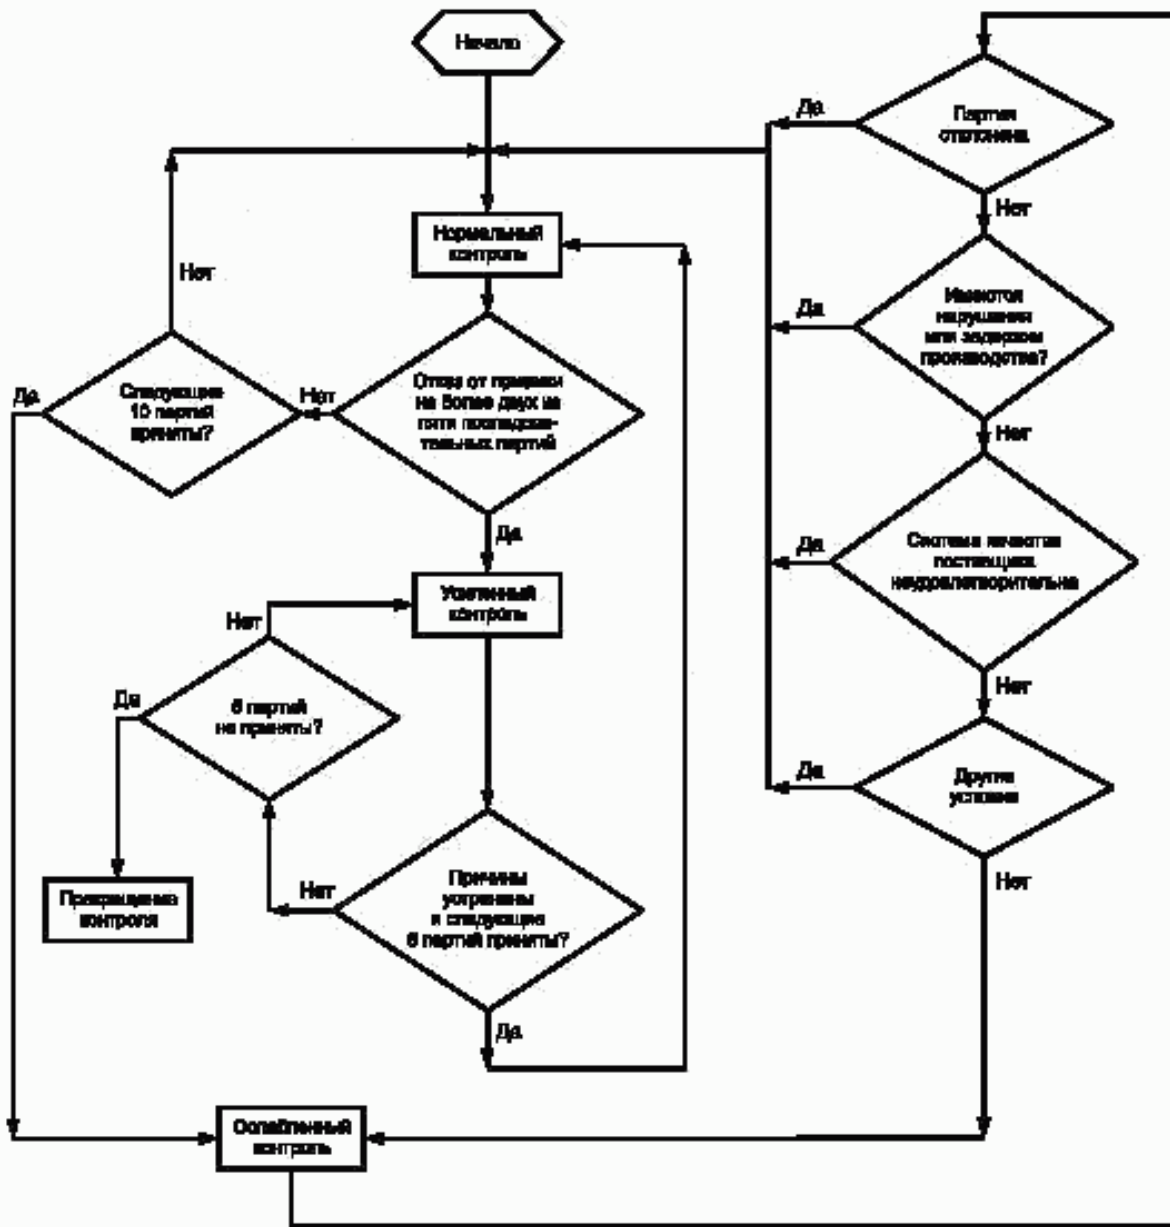 Начало
Партия
отклонена
Да
Нет
Нормальный
контроль
Нет
Имеются
нарушения
или задержки
производства?
Да
Нет
Следующие
10 партий
приняты?
Да
Нет
Отказ от приемки
не более двух из
пяти последова-
тельных партий
Да
Система качества
поставщика
неудовлетворительна
Да
Нет
Усиленный
контроль
Нет
партий
не приняты?
Да
Другие
условия
Да
Нет
Прекращение
контроля
Нет
Причины
устранены
и следующие
партий приняты?
Да
Ослабленный
контроль